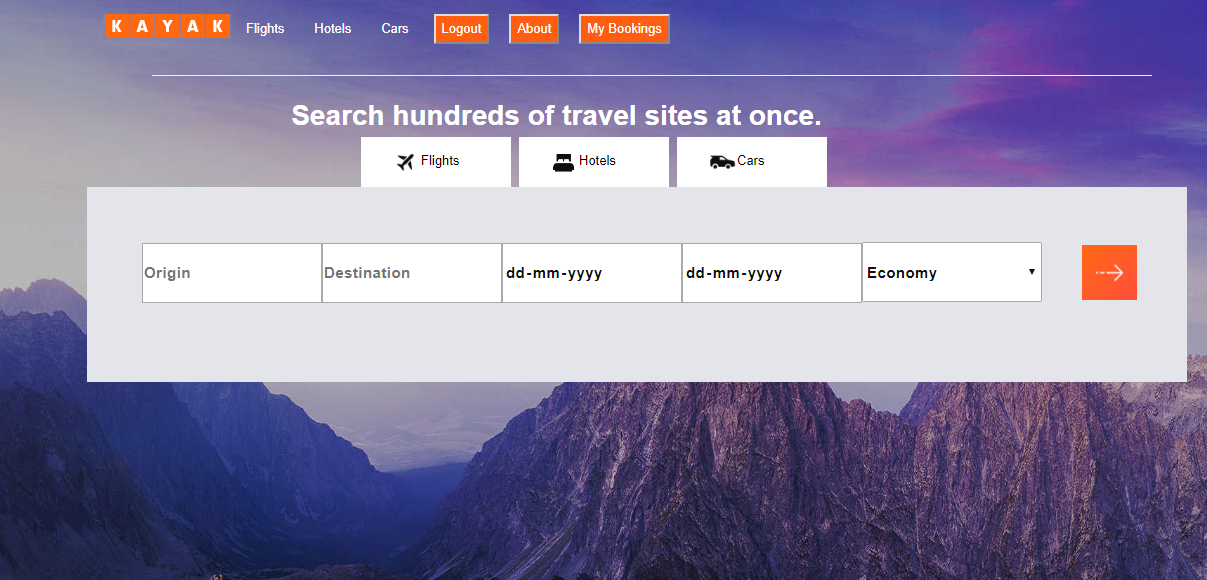 KAYAK Flights Hotels Cars Logout About My Bookings
Search hundreds of travel sites at once.
Flights Hotels Cars
Origin Destination dd-mm-yyyy dd-mm-yyyy Economy